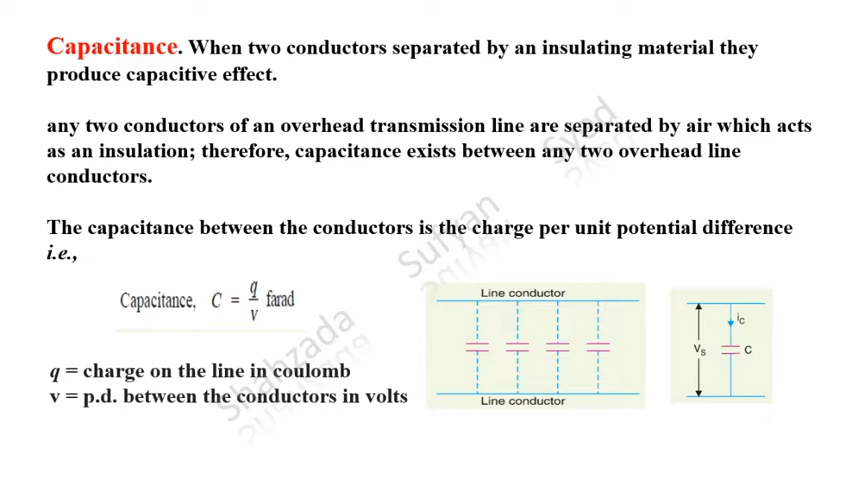 Capacitance. When two conductors separated by an insulating material they
produce capacitive effect.
any two conductors of an overhead transmission line are separated by air which acts
as an insulation; therefore, capacitance exists between any two overhead line
conductors.
The capacitance between the conductors is the charge per unit potential difference
i.e.,
Capacitance, C = q/v farad
q = charge on the line in coulomb
v = p.d. between the conductors in volts
Line conductor
Line conductor
ic
Vs
C
Syed
Sufyan
Shahzada